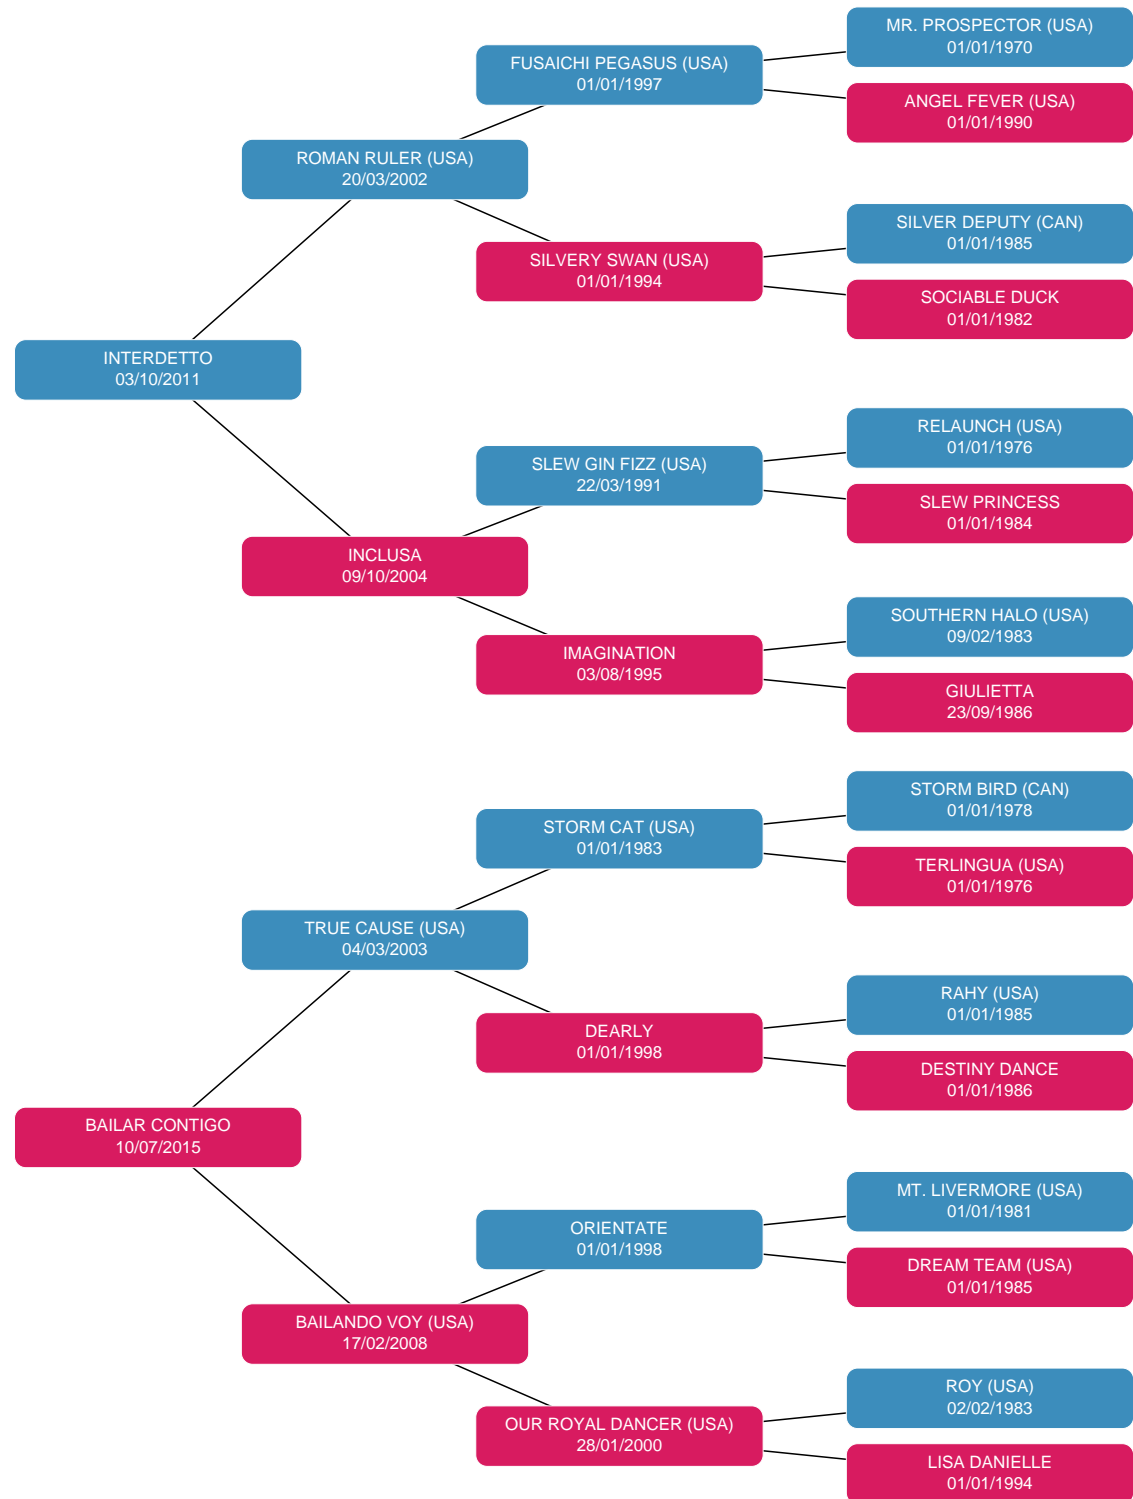 MR. PROSPECTOR (USA)
01/01/1970
FUSAICHI PEGASUS (USA)
01/01/1997
ANGEL FEVER (USA)
01/01/1990
ROMAN RULER (USA)
20/03/2002
SILVER DEPUTY (CAN)
01/01/1985
SILVERY SWAN (USA)
01/01/1994
SOCIABLE DUCK
01/01/1982
INTERDETTO
03/10/2011
RELAUNCH (USA)
01/01/1976
SLEW GIN FIZZ (USA)
22/03/1991
SLEW PRINCESS
01/01/1984
INCLUSA
09/10/2004
SOUTHERN HALO (USA)
09/02/1983
IMAGINATION
03/08/1995
GIULIETTA
23/09/1986
STORM BIRD (CAN)
01/01/1978
STORM CAT (USA)
01/01/1983
TERLINGUA (USA)
01/01/1976
TRUE CAUSE (USA)
04/03/2003
RAHY (USA)
01/01/1985
DEARLY
01/01/1998
DESTINY DANCE
01/01/1986
BAILAR CONTIGO
10/07/2015
MT. LIVERMORE (USA)
01/01/1981
ORIENTATE
01/01/1998
DREAM TEAM (USA)
01/01/1985
BAILANDO VOY (USA)
17/02/2008
ROY (USA)
02/02/1983
OUR ROYAL DANCER (USA)
28/01/2000
LISA DANIELLE
01/01/1994